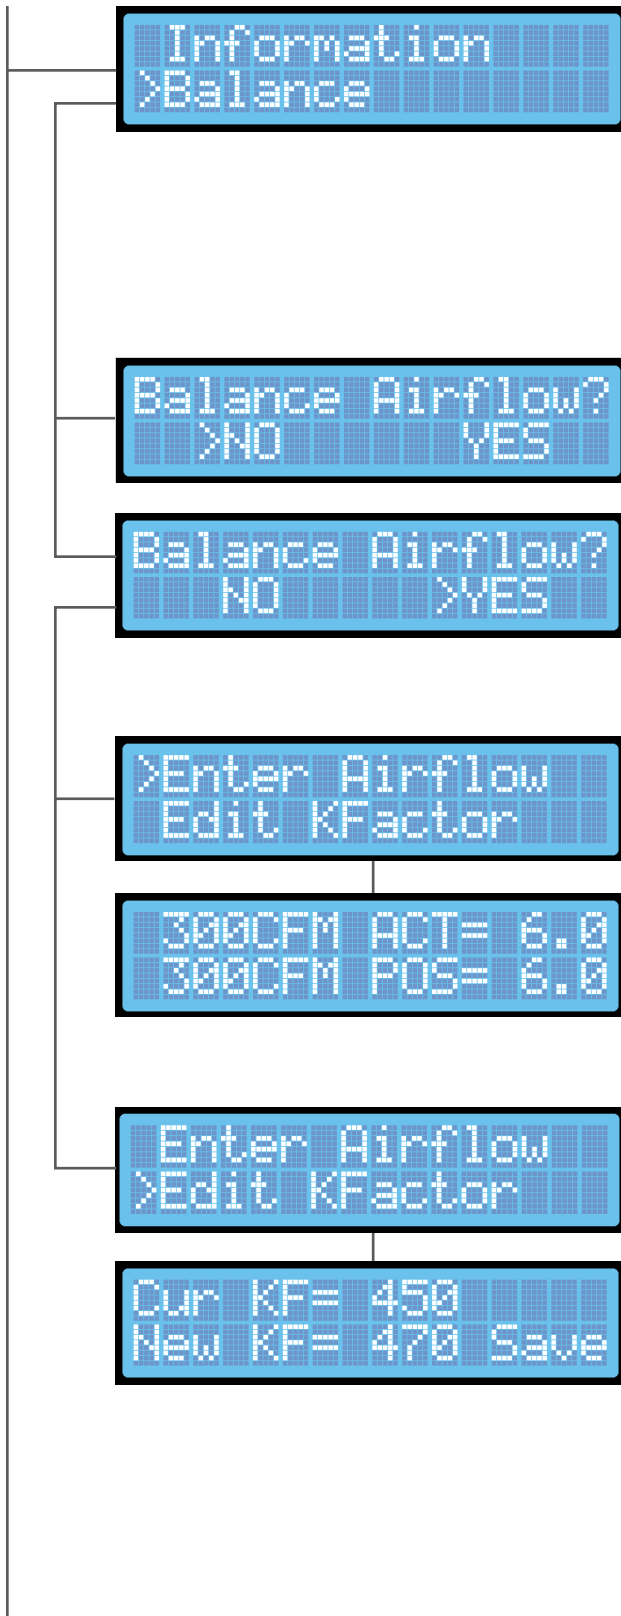 Information
>Balance
Balance Airflow?
>NO YES
Balance Airflow?
NO >YES
>Enter Airflow
Edit KFactor
300CFM ACT= 6.0
300CFM POS= 6.0
Enter Airflow
>Edit KFactor
Cur KF= 450
New KF= 470 Save